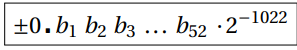 ±0.b₁ b₂ b₃ … b₅₂ ·2⁻¹⁰²²